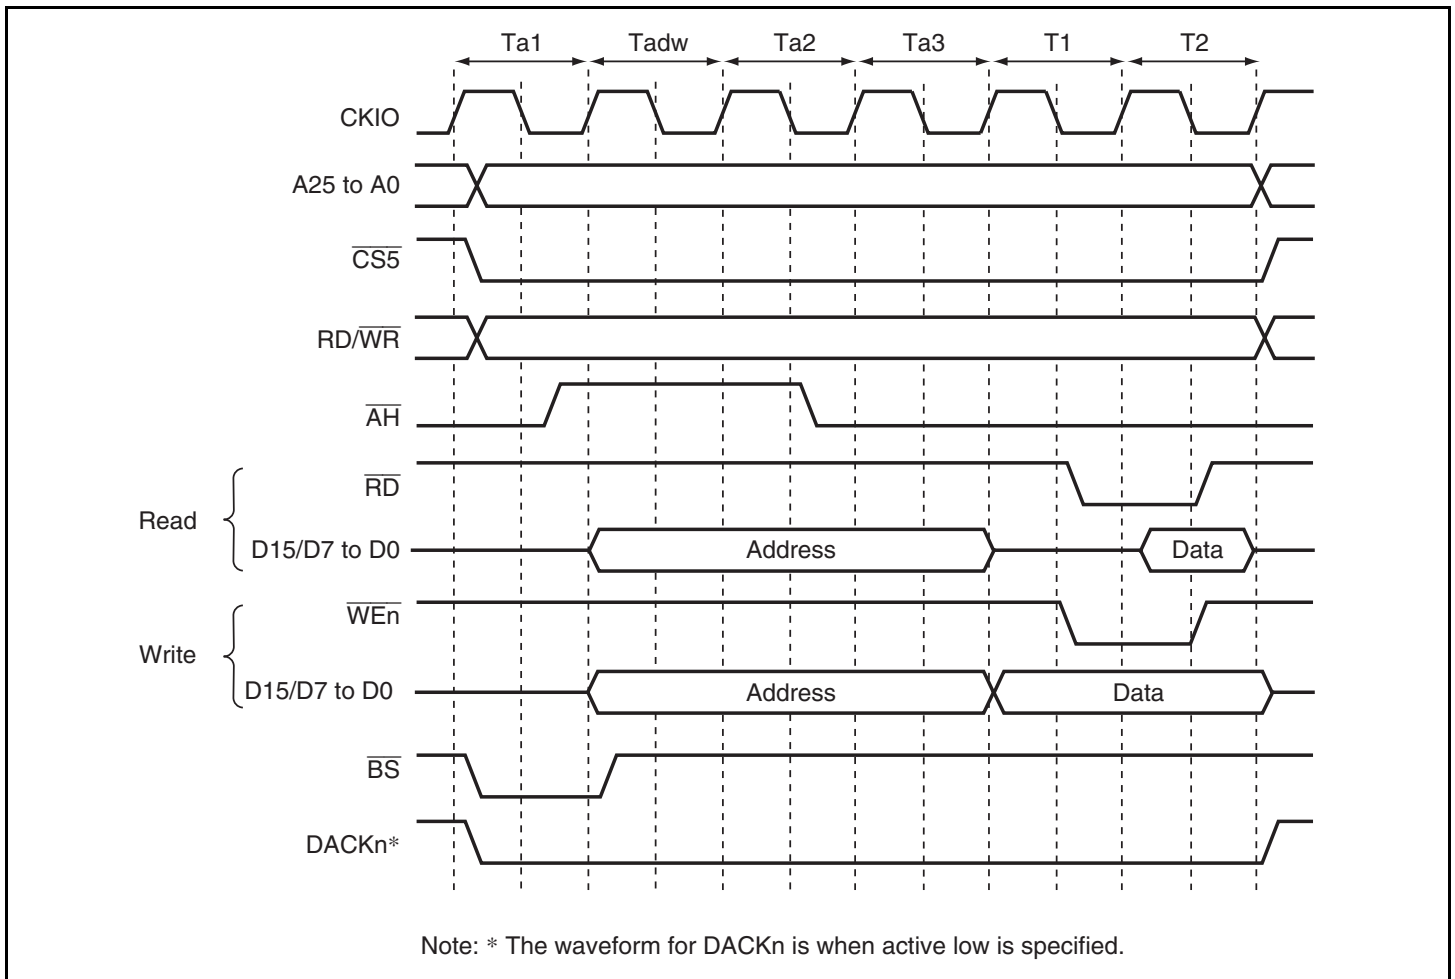 Ta1 Tadw Ta2 Ta3 T1 T2
CKIO
A25 to A0
CS5
RD/WR
AH
RD
Read
D15/D7 to D0 Address Data
WEn
Write
D15/D7 to D0 Address Data
BS
DACKn*
Note: * The waveform for DACKn is when active low is specified.